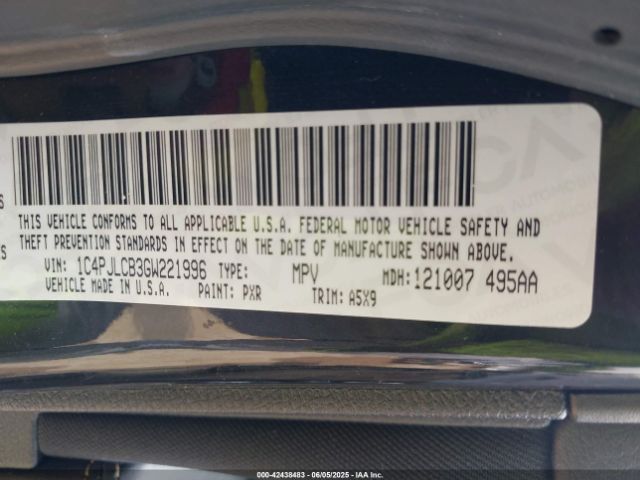 THIS VEHICLE CONFORMS TO ALL APPLICABLE U.S.A. FEDERAL MOTOR VEHICLE SAFETY AND
THEFT PREVENTION STANDARDS IN EFFECT ON THE DATE OF MANUFACTURE SHOWN ABOVE.
VIN: 1C4PJLCB3GW221996 TYPE: MPV MDH:121007 495AA
VEHICLE MADE IN U.S.A. PAINT: PXR TRIM: A5X9
00-42438483 - 06/05/2025 - IAA Inc.